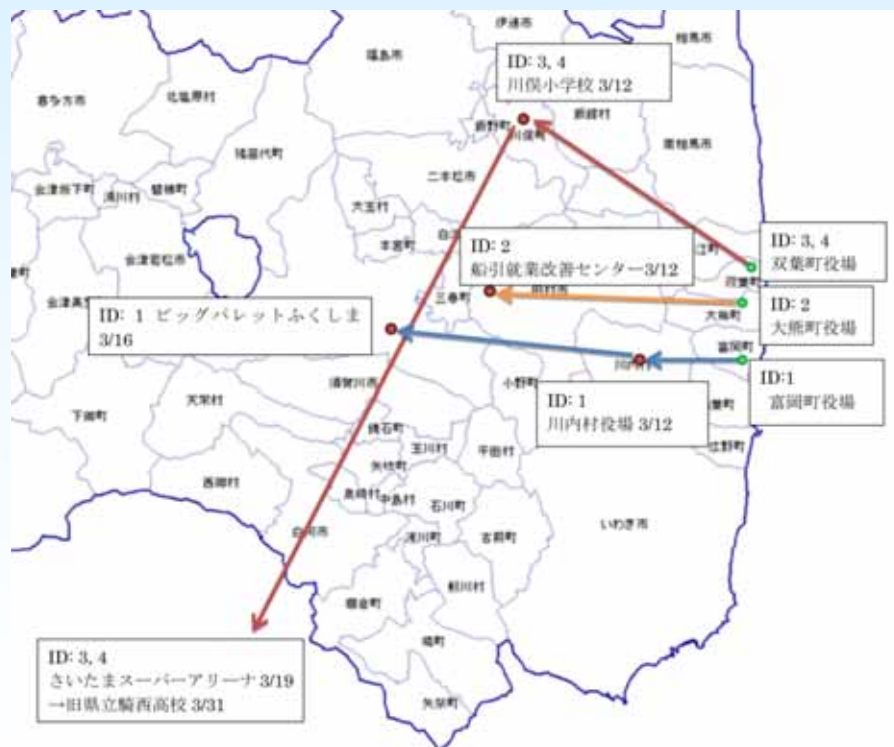 伊達市
相馬市
福島市
ID: 3, 4
川俣小学校 3/12
北塩原村
喜多方市
飯野町
川俣町
飯舘村
南相馬市
猪苗代町
二本松市
会津坂下町
湯川村
磐梯町
大玉村
本宮町
会津若松市
ID: 2
船引就業改善センター3/12
江町
双葉町
ID: 3, 4
双葉町役場
三春町
田村市
大熊町
ID: 2
大熊町役場
ID: 1 ビッグパレットふくしま
3/16
富岡町
ID:1
富岡町役場
須賀川市
小野町
ID: 1
川内村役場 3/12
天栄村
下郷町
鏡石町
玉川村
平田村
矢吹町
西郷村
泉崎村
中島村
石川町
白河市
浅川町
古殿町
いわき市
棚倉町
鮫川村
塙町
矢祭町
ID: 3, 4
さいたまスーパーアリーナ 3/19
→旧県立騎西高校 3/31